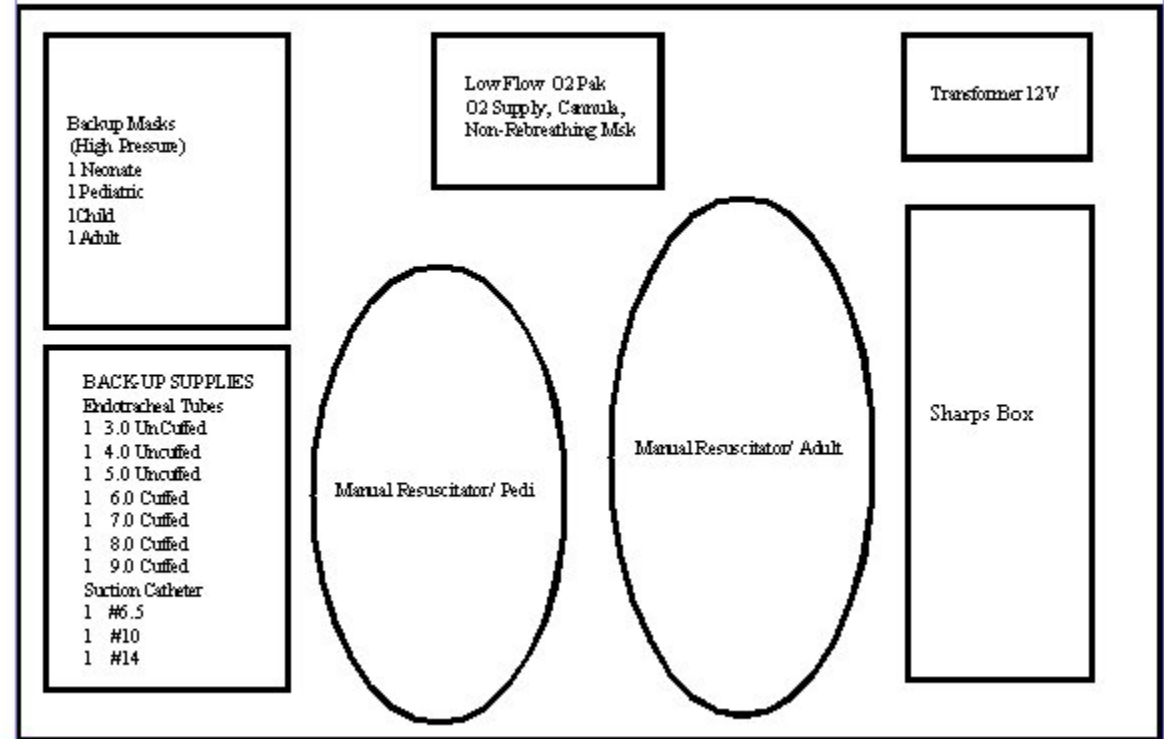 Backup Masks
(High Pressure)
1 Neonate
1 Pediatric
1Child
1 Adult
Low Flow O2 Pak
O2 Supply, Cannula,
Non-Rebreathing Msk
Transformer 12V
BACK-UP SUPPLIES
Endotracheal Tubes
1 3.0 UnCuffed
1 4.0 Uncuffed
1 5.0 Uncuffed
1 6.0 Cuffed
1 7.0 Cuffed
1 8.0 Cuffed
1 9.0 Cuffed
Suction Catheter
1 #6.5
1 #10
1 #14
Manual Resuscitator/ Pedi
Manual Resuscitator/ Adult
Sharps Box